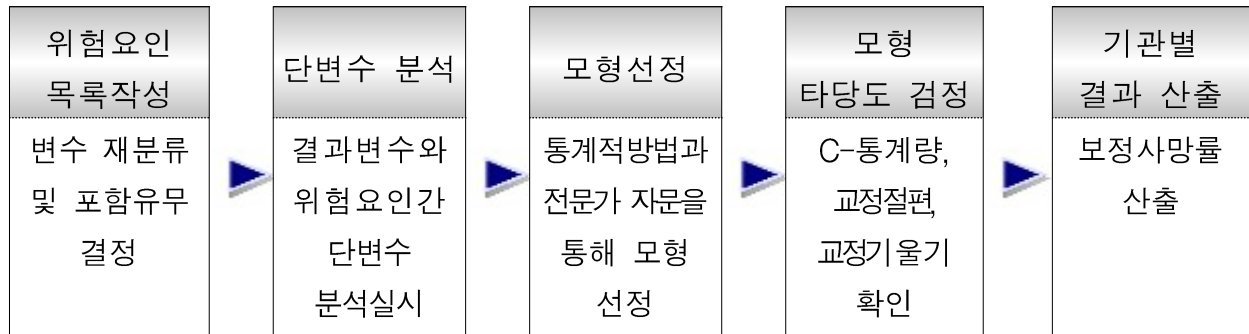 위험요인
목록작성
변수 재분류
및 포함유무
결정
단변수 분석
결과변수와
위험요인간
단변수
분석실시
모형선정
통계적방법과
전문가 자문을
통해 모형
선정
모형
타당도 검정
C-통계량,
교정절편,
교정기울기
확인
기관별
결과 산출
보정사망률
산출